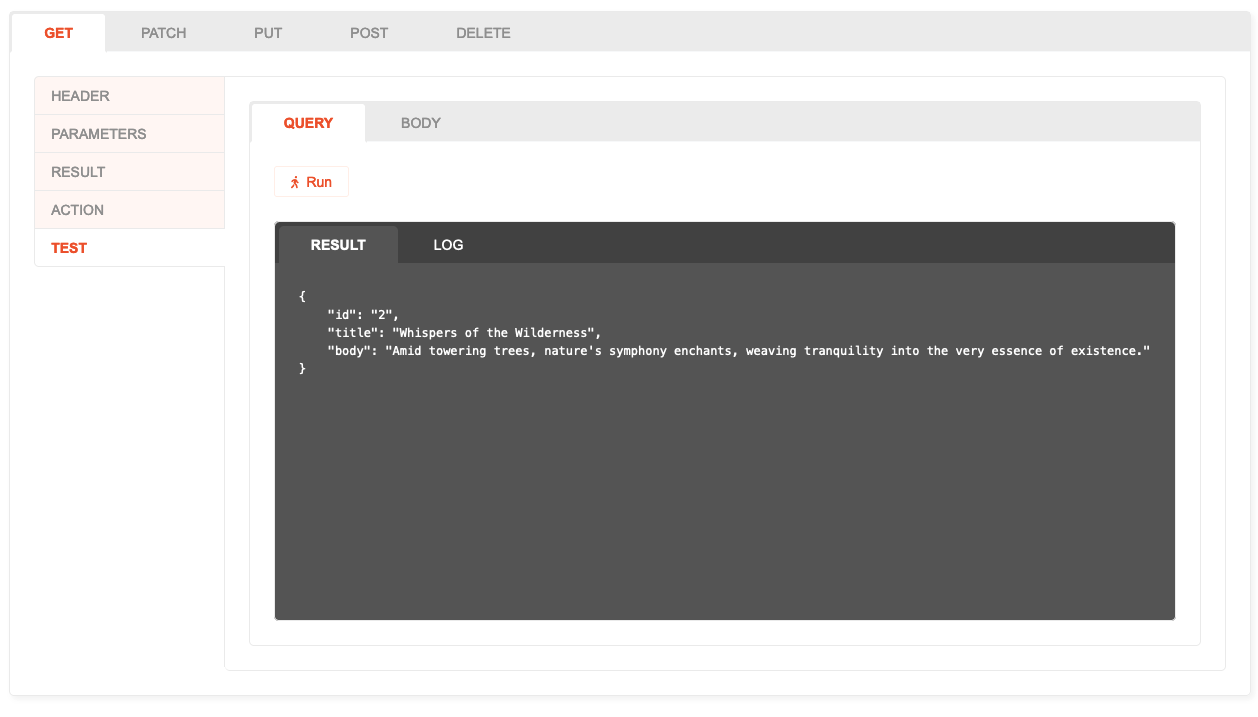 GET PATCH PUT POST DELETE
HEADER
PARAMETERS
RESULT
ACTION
TEST
QUERY BODY
Run
RESULT LOG
{
    "id": "2",
    "title": "Whispers of the Wilderness",
    "body": "Amid towering trees, nature's symphony enchants, weaving tranquility into the very essence of existence."
}